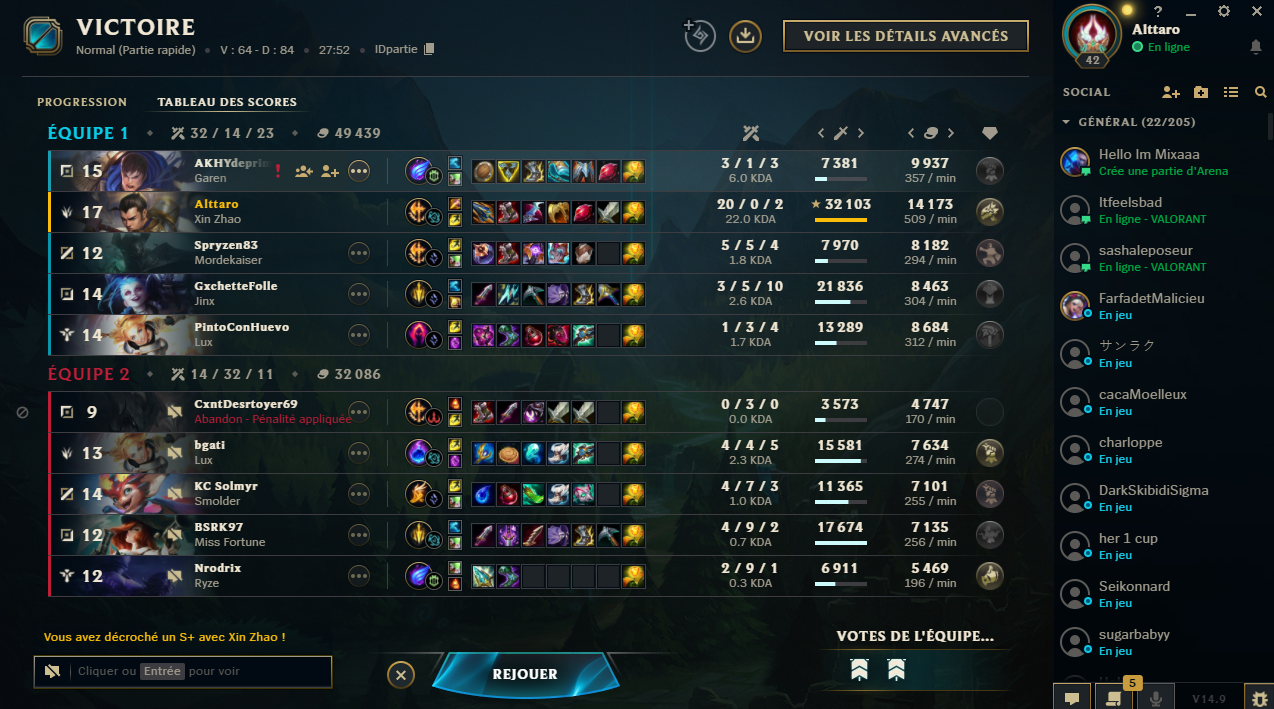 VICTOIRE
Normal (Partie rapide) • V : 64 - D : 84 • 27:52 • IDpartie
VOIR LES DÉTAILS AVANCÉS
PROGRESSION TABLEAU DES SCORES
ÉQUIPE 1 • 32 / 14 / 23 • 49 439
15 AKHYdeprim ! 3 / 1 / 3 7 381 9 937
Garen 6.0 KDA 357 / min
17 Alttaro 20 / 0 / 2 32 103 14 173
Xin Zhao 22.0 KDA 509 / min
12 Spryzen83 5 / 5 / 4 7 970 8 182
Mordekaiser 1.8 KDA 294 / min
14 GxchetteFolle 3 / 5 / 10 21 836 8 463
Jinx 2.6 KDA 304 / min
14 PintoConHuevo 1 / 3 / 4 13 289 8 684
Lux 1.7 KDA 312 / min
ÉQUIPE 2 • 14 / 32 / 11 • 32 086
9 CxntDesrtoyer69 0 / 3 / 0 3 573 4 747
Abandon - Pénalité appliquée 0.0 KDA 170 / min
13 bgati 4 / 4 / 5 15 581 7 634
Lux 2.3 KDA 274 / min
14 KC Solmyr 4 / 7 / 3 11 365 7 101
Smolder 1.0 KDA 255 / min
12 BSRK97 2 / 9 / 2 17 674 7 135
Miss Fortune 0.7 KDA 256 / min
12 Nrodrix 2 / 9 / 1 6 911 5 469
Ryze 0.3 KDA 196 / min
Vous avez décroché un S+ avec Xin Zhao !
Cliquer ou Entrée pour voir
REJOUER
VOTES DE L'ÉQUIPE...
?
Alttaro
En ligne
42
SOCIAL
GÉNÉRAL (22/205)
Hello Im Mixaaa
Crée une partie d'Arena
Itfeelsbad
En ligne - VALORANT
sashaleposeur
En ligne - VALORANT
FarfadetMalicieu
En jeu
サンラク
En jeu
cacaMoelleux
En jeu
charloppe
En jeu
DarkSkibidiSigma
En jeu
her 1 cup
En jeu
Seikonnard
En jeu
sugarbabyy
En jeu
5
V14.9